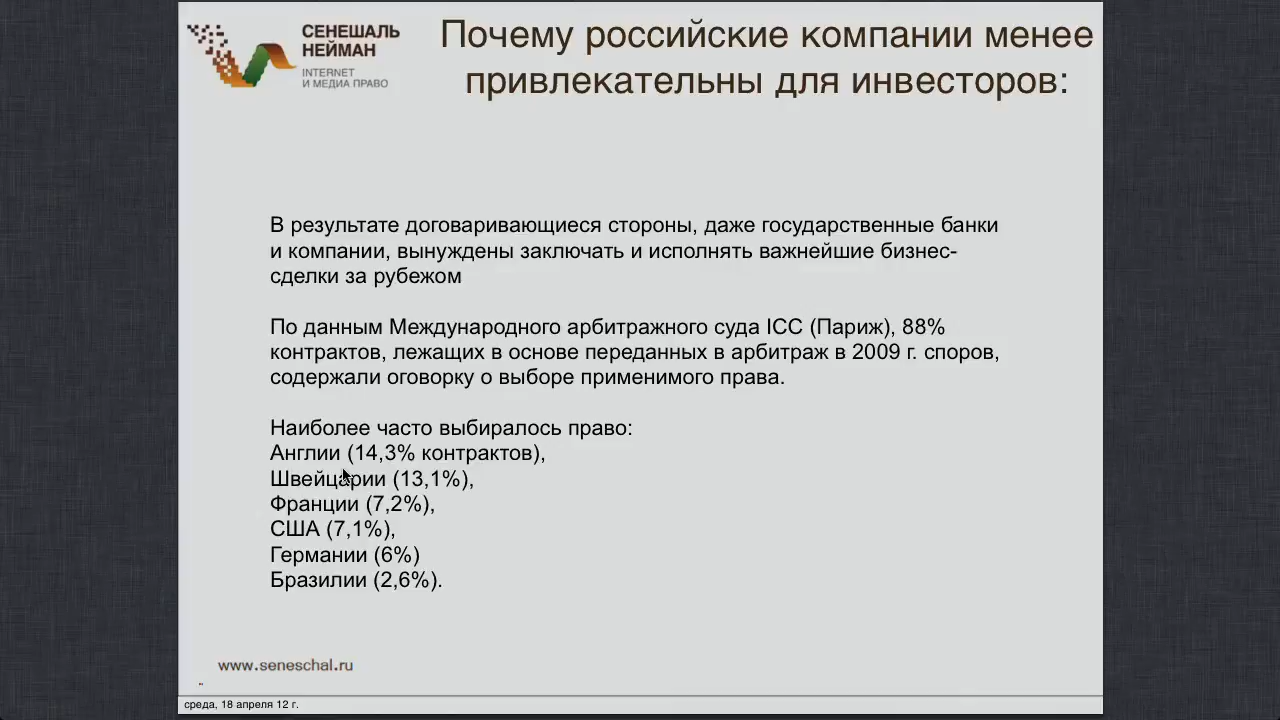 СЕНЕШАЛЬ
НЕЙМАН
INTERNET
И МЕДИА ПРАВО
Почему российские компании менее
привлекательны для инвесторов:
В результате договаривающиеся стороны, даже государственные банки
и компании, вынуждены заключать и исполнять важнейшие бизнес-
сделки за рубежом
По данным Международного арбитражного суда ICC (Париж), 88%
контрактов, лежащих в основе переданных в арбитраж в 2009 г. споров,
содержали оговорку о выборе применимого права.
Наиболее часто выбиралось право:
Англии (14,3% контрактов),
Швейцарии (13,1%),
Франции (7,2%),
США (7,1%),
Германии (6%)
Бразилии (2,6%).
www.seneschal.ru
среда, 18 апреля 12 г.